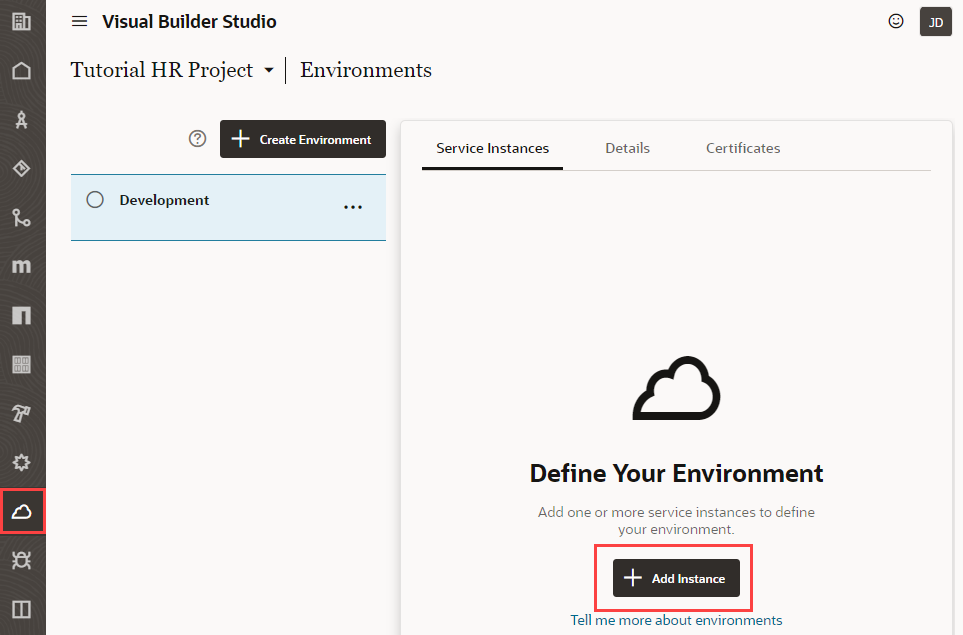 Visual Builder Studio
JD
Tutorial HR Project
Environments
Create Environment
Development
Service Instances
Details
Certificates
Define Your Environment
Add one or more service instances to define
your environment.
Add Instance
Tell me more about environments